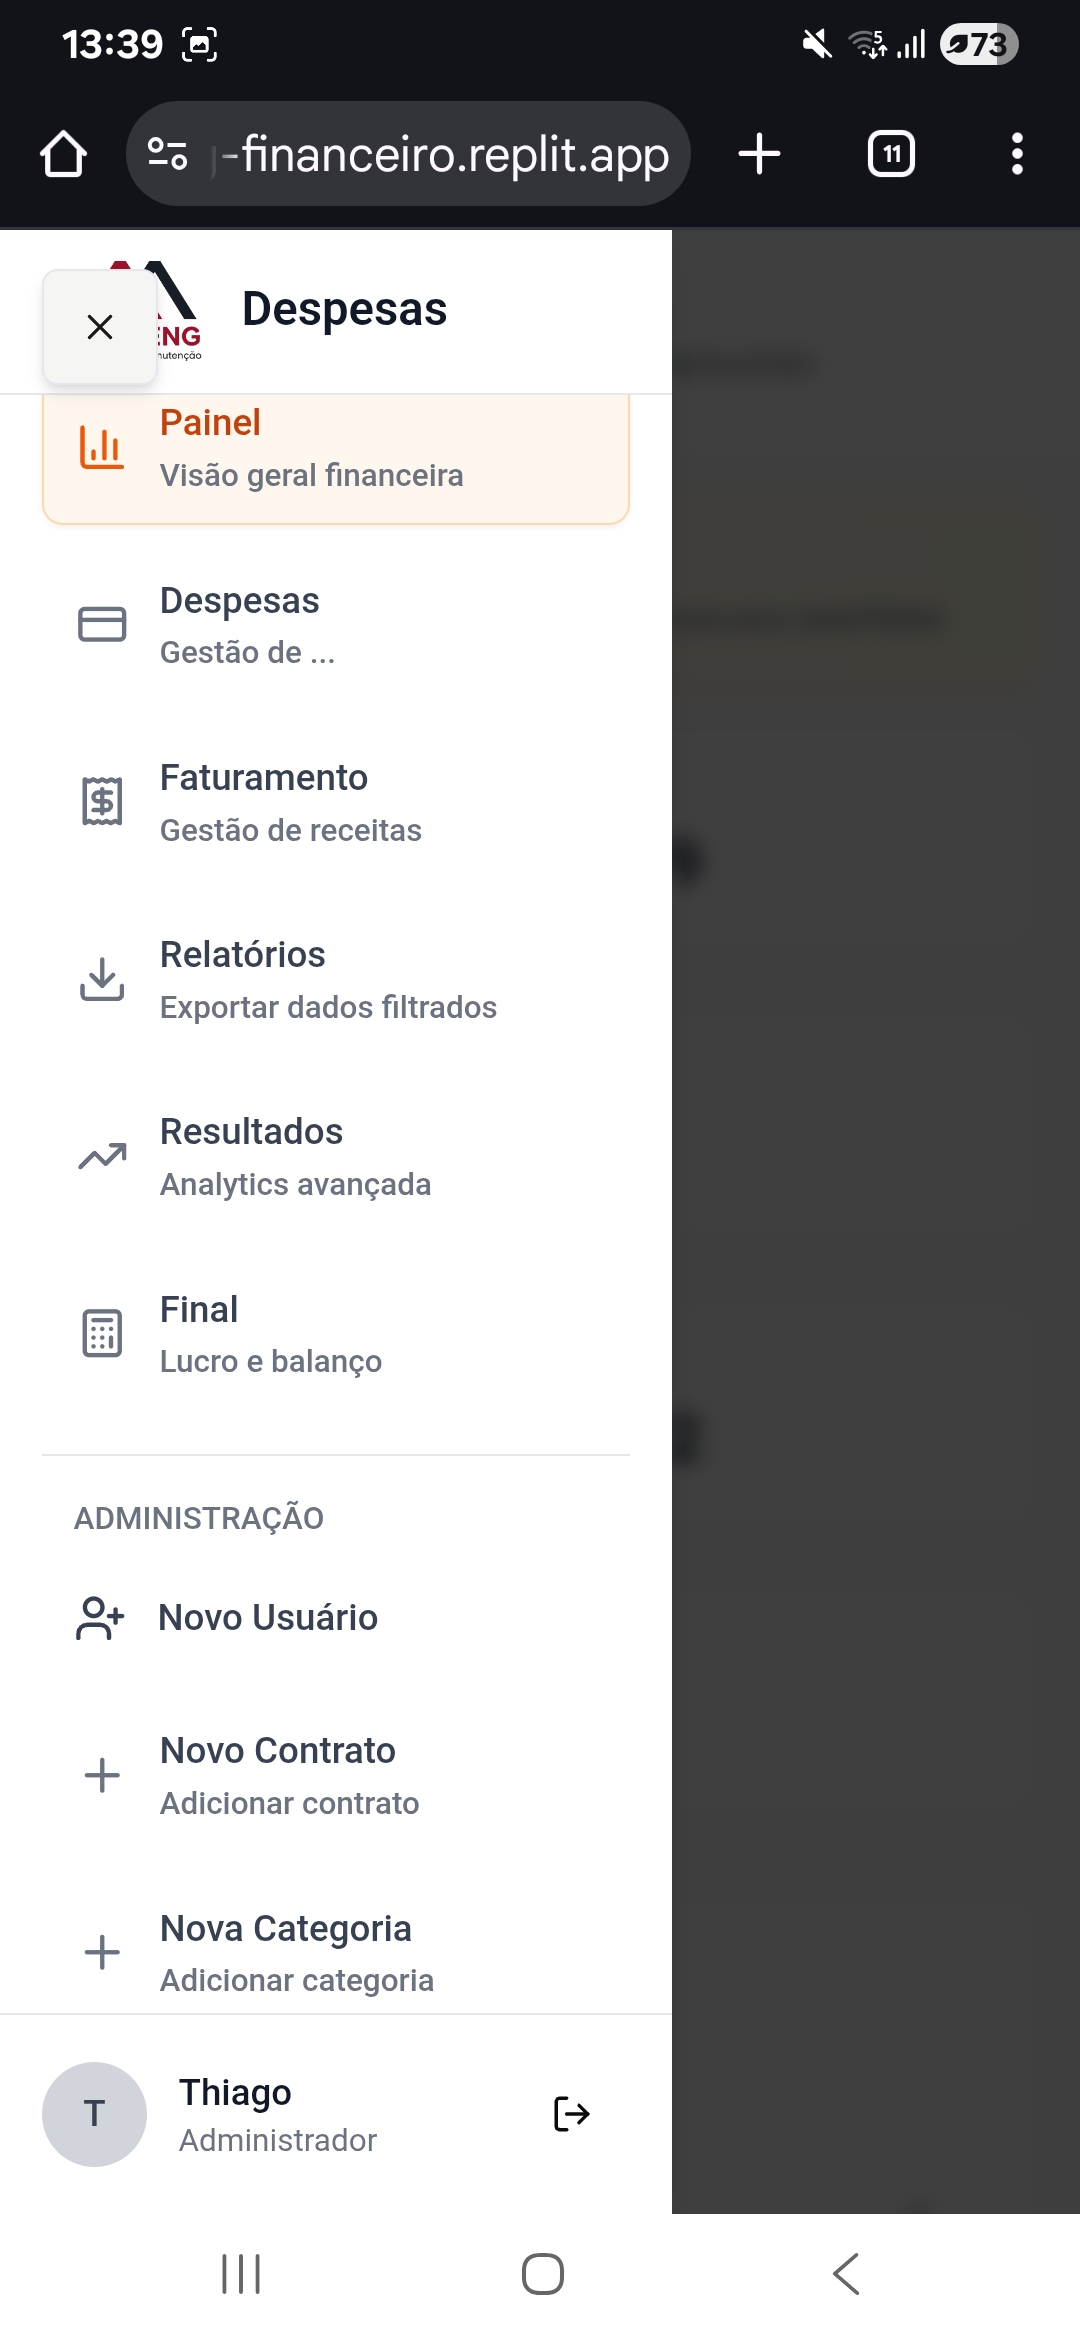 13:39
5
73
-financeiro.replit.app
11
ENG
nutenção
Despesas
Painel
Visão geral financeira
Despesas
Gestão de ...
Faturamento
Gestão de receitas
Relatórios
Exportar dados filtrados
Resultados
Analytics avançada
Final
Lucro e balanço
ADMINISTRAÇÃO
Novo Usuário
Novo Contrato
Adicionar contrato
Nova Categoria
Adicionar categoria
T
Thiago
Administrador